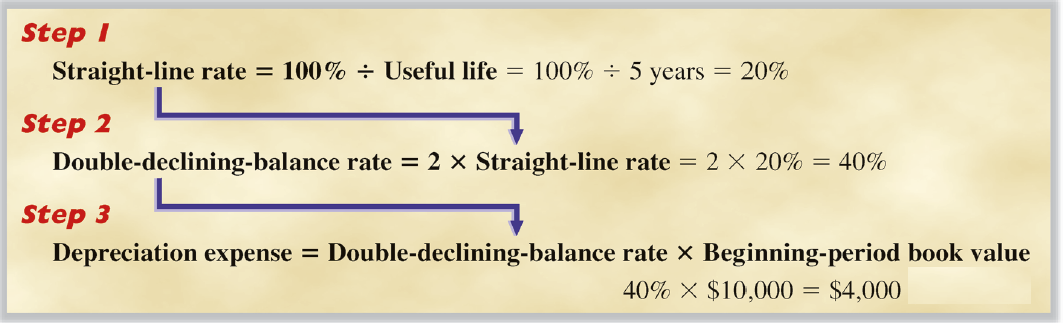 Step 1
Straight-line rate = 100% ÷ Useful life = 100% ÷ 5 years = 20%
Step 2
Double-declining-balance rate = 2 × Straight-line rate = 2 × 20% = 40%
Step 3
Depreciation expense = Double-declining-balance rate × Beginning-period book value
40% × $10,000 = $4,000